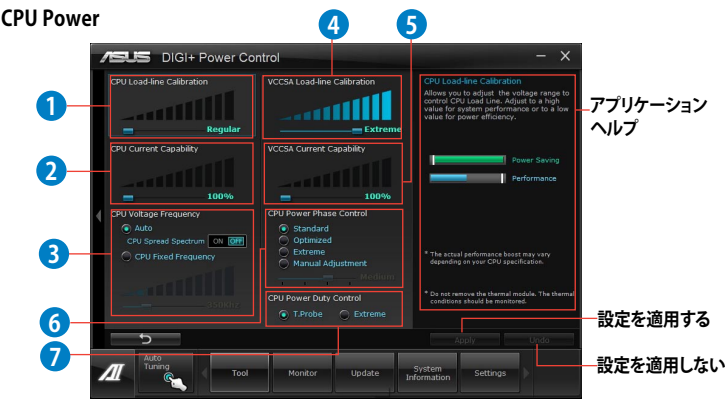 CPU Power
4
5
ASUS DIGI+ Power Control
CPU Load-line Calibration
Regular
VCCSA Load-line Calibration
Extreme
CPU Load-line Calibration
Allows you to adjust the voltage range to
control CPU Load Line. Adjust to a high
value for system performance or to a low
value for power efficiency.
Power Saving
Performance
* The actual performance boost may vary
depending on your CPU specification.
* Do not remove the thermal module. The thermal
conditions should be monitored.
アプリケーション
ヘルプ
1
2
CPU Current Capability
100%
VCCSA Current Capability
100%
3
CPU Voltage Frequency
Auto
CPU Spread Spectrum ON OFF
CPU Fixed Frequency
CPU Power Phase Control
Standard
Optimized
Extreme
Manual Adjustment
Medium
6
CPU Power Duty Control
T.Probe Extreme
7
Apply Undo
設定を適用する
設定を適用しない
Auto
Tuning
Tool
Monitor
Update
System
Information
Settings